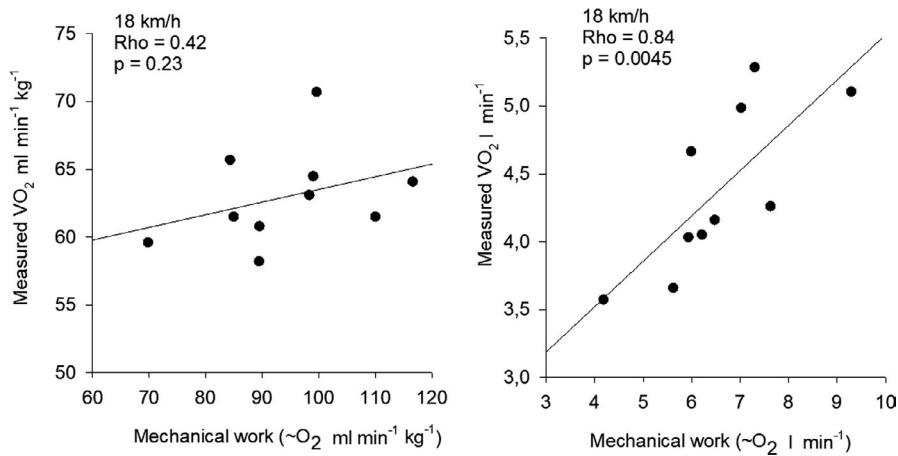 18 km/h
Rho = 0.42
p = 0.23
75
70
65
60
55
50
Measured VO₂ ml min⁻¹ kg⁻¹
60 70 80 90 100 110 120
Mechanical work (~O₂ ml min⁻¹ kg⁻¹)
18 km/h
Rho = 0.84
p = 0.0045
5,5
5,0
4,5
4,0
3,5
3,0
Measured VO₂ l min⁻¹
3 4 5 6 7 8 9 10
Mechanical work (~O₂ l min⁻¹)